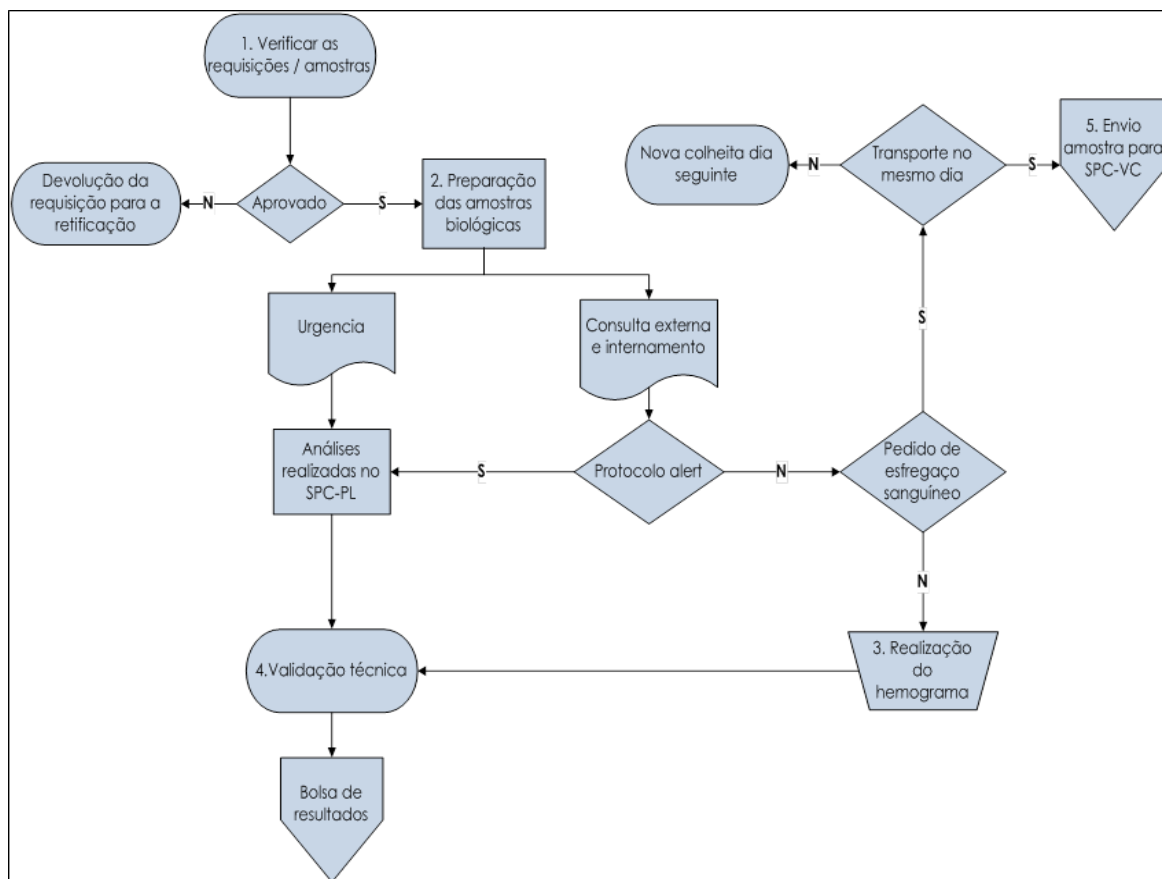 1. Verificar as
requisições / amostras
Nova colheita dia
seguinte
N
Transporte no
mesmo dia
S
5. Envio
amostra para
SPC-VC
Devolução da
requisição para a
retificação
N
Aprovado
S
2. Preparação
das amostras
biológicas
Urgencia
Consulta externa
e internamento
S
Análises
realizadas no
SPC-PL
S
Protocolo alert
N
Pedido de
esfregaço
sanguíneo
N
4.Validação técnica
3. Realização
do
hemograma
Bolsa de
resultados